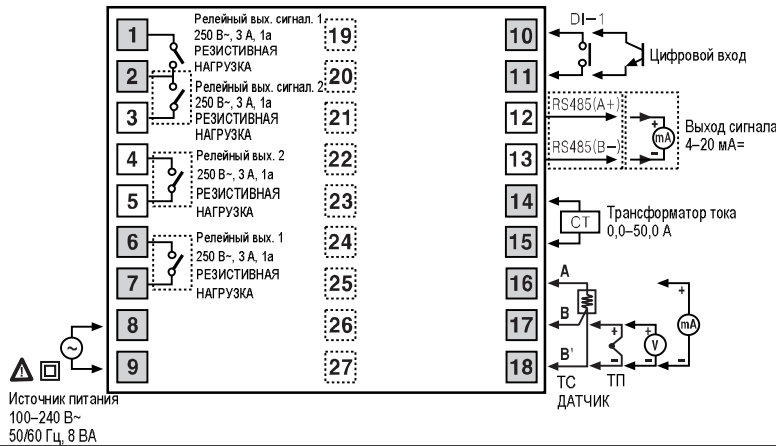 1
Релейный вых. сигнал. 1
250 В~, 3 А, 1а
РЕЗИСТИВНАЯ
НАГРУЗКА
2
Релейный вых. сигнал. 2
250 В~, 3 А, 1а
РЕЗИСТИВНАЯ
НАГРУЗКА
3
4
Релейный вых. 2
250 В~, 3 А, 1а
РЕЗИСТИВНАЯ
НАГРУЗКА
5
6
Релейный вых. 1
250 В~, 3 А, 1а
РЕЗИСТИВНАЯ
НАГРУЗКА
7
8
9
Источник питания
100–240 В~
50/60 Гц, 8 ВА
19
20
21
22
23
24
25
26
27
10
DI−1
Цифровой вход
11
12
RS485(A+)
+
mA
Выход сигнала
4–20 мА=
13
RS485(B−)
−
14
CT
Трансформатор тока
0,0–50,0 А
15
16
A
+
17
B
+
+
V
mA
18
B'
−
−
−
ТС
ТП
ДАТЧИК